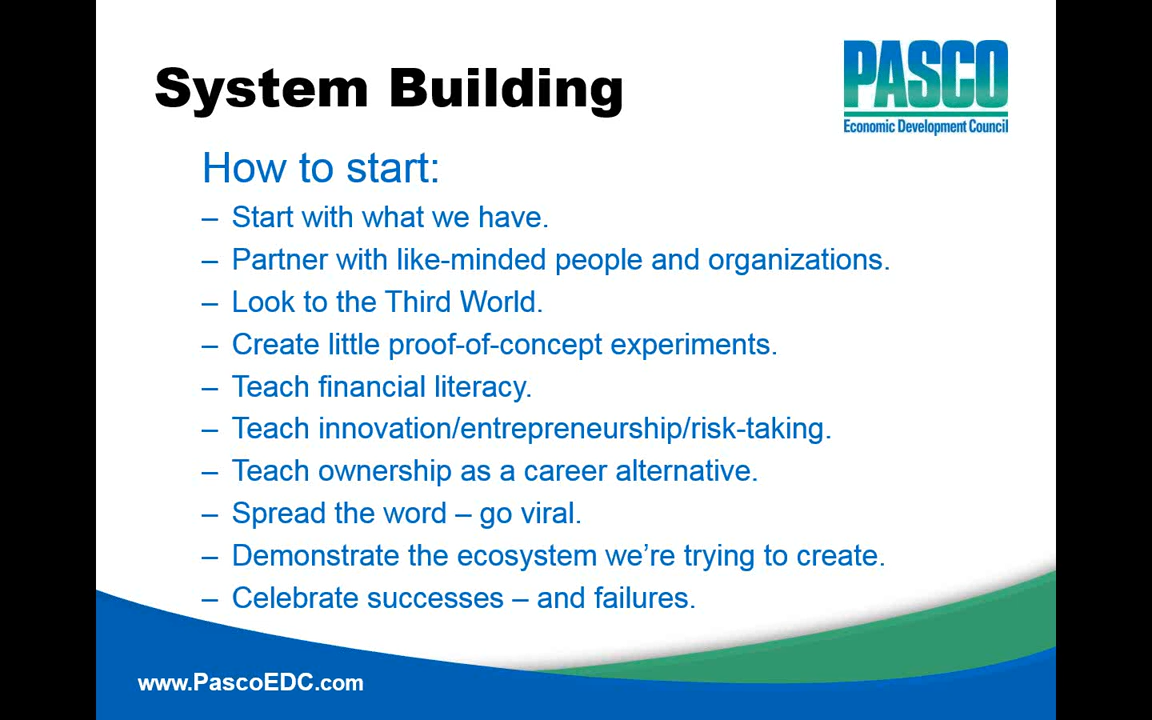 System Building
PASCO
Economic Development Council
How to start:
– Start with what we have.
– Partner with like-minded people and organizations.
– Look to the Third World.
– Create little proof-of-concept experiments.
– Teach financial literacy.
– Teach innovation/entrepreneurship/risk-taking.
– Teach ownership as a career alternative.
– Spread the word – go viral.
– Demonstrate the ecosystem we’re trying to create.
– Celebrate successes – and failures.
www.PascoEDC.com